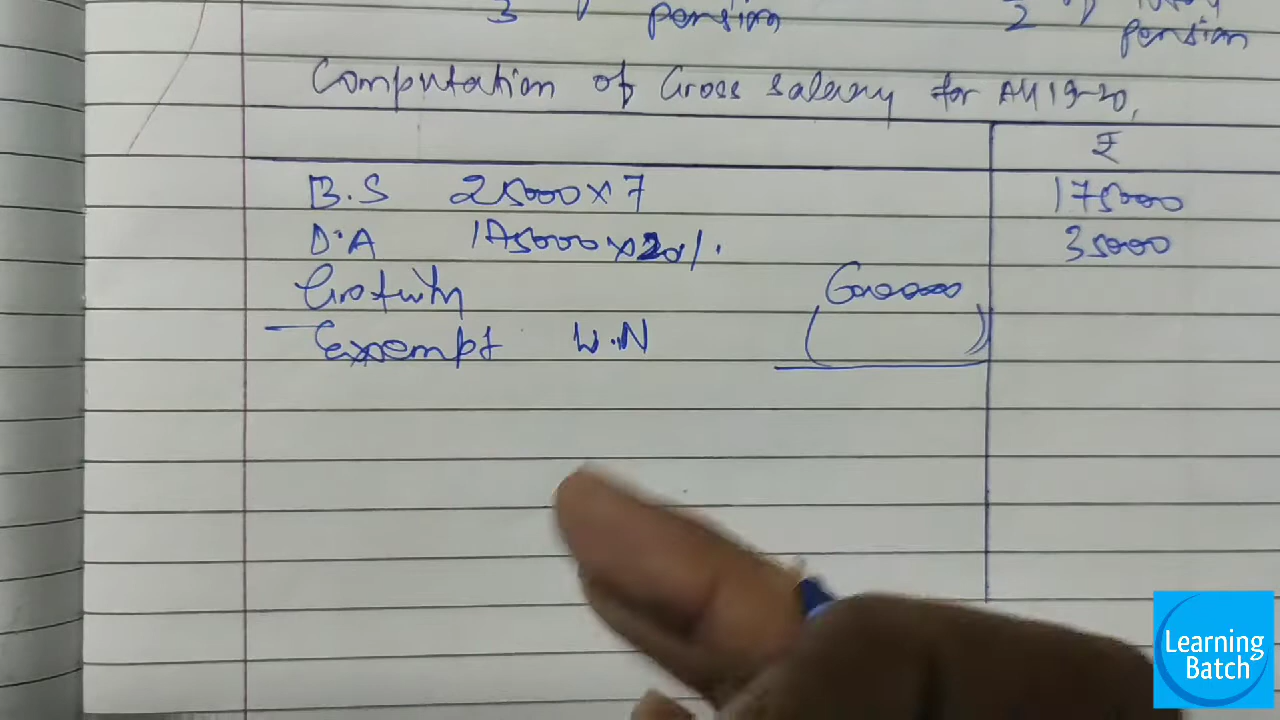 3 pension 2 pension
Computation of Gross salary for AY 19-20,
₹
B.S 25000 x 7 175000
D.A 175000 x 20% 35000
Gratuity 600000
- Exempt W.N ( )
Learning
Batch